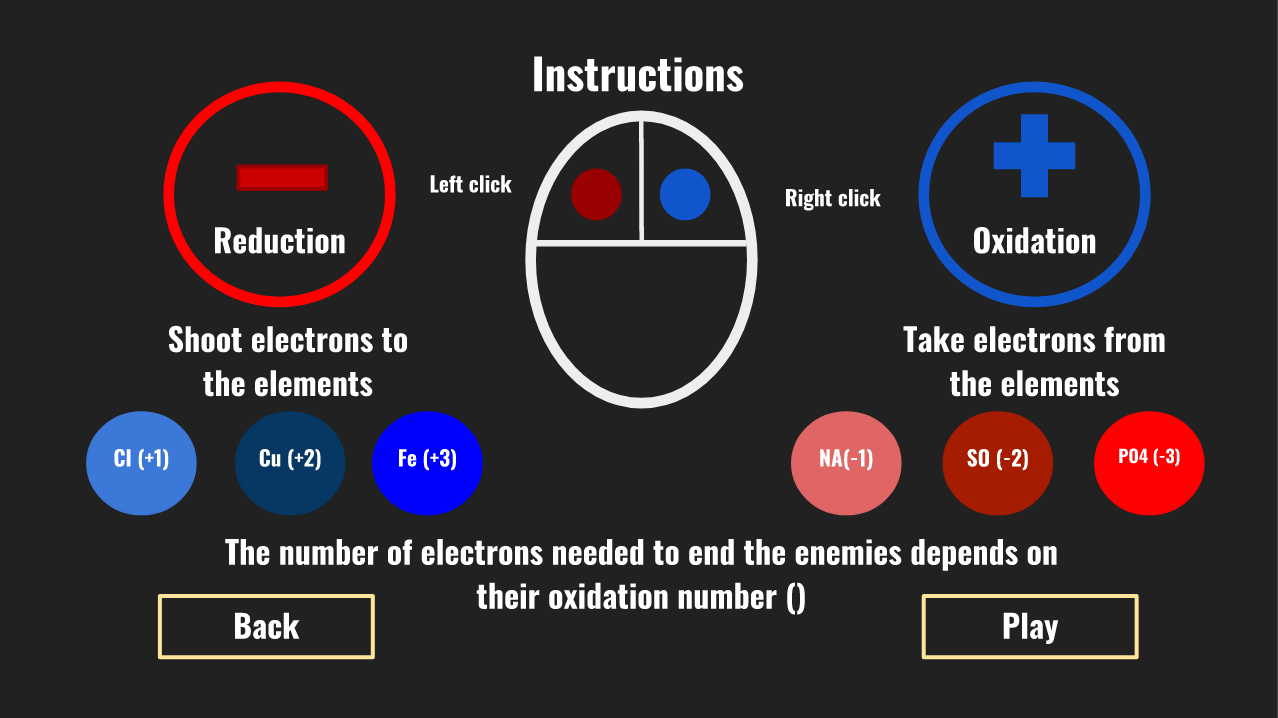 Instructions
Left click
Right click
Reduction
Oxidation
Shoot electrons to
the elements
Take electrons from
the elements
Cl (+1)
Cu (+2)
Fe (+3)
NA(-1)
SO (-2)
PO4 (-3)
The number of electrons needed to end the enemies depends on
their oxidation number ()
Back
Play